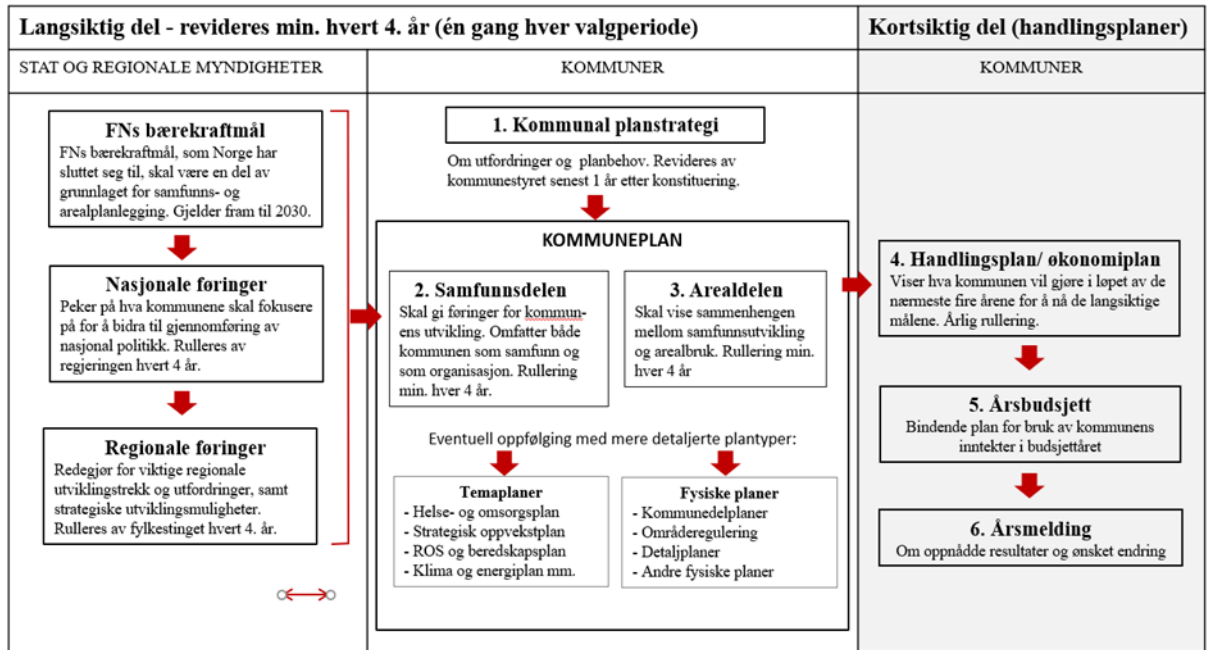 Langsiktig del - revideres min. hvert 4. år (én gang hver valgperiode)
Kortsiktig del (handlingsplaner)
STAT OG REGIONALE MYNDIGHETER
KOMMUNER
KOMMUNER
FNs bærekraftmål
FNs bærekraftmål, som Norge har
sluttet seg til, skal være en del av
grunnlaget for samfunns- og
arealplanlegging. Gjelder fram til 2030.
Nasjonale føringer
Peker på hva kommunene skal fokusere
på for å bidra til gjennomføring av
nasjonal politikk. Rulleres av
regjeringen hvert 4 år.
Regionale føringer
Redegjør for viktige regionale
utviklingstrekk og utfordringer, samt
strategiske utviklingsmuligheter.
Rulleres av fylkestinget hvert 4. år.
1. Kommunal planstrategi
Om utfordringer og planbehov. Revideres av
kommunestyret senest 1 år etter konstituering.
KOMMUNEPLAN
2. Samfunnsdelen
Skal gi føringer for kommun-
ens utvikling. Omfatter både
kommunen som samfunn og
som organisasjon. Rullering
min. hver 4 år.
3. Arealdelen
Skal vise sammenhengen
mellom samfunnsutvikling
og arealbruk. Rullering min.
hver 4 år
Eventuell oppfølging med mere detaljerte plantyper:
Temaplaner
- Helse- og omsorgsplan
- Strategisk oppvekstplan
- ROS og beredskapsplan
- Klima og energiplan mm.
Fysiske planer
- Kommunedelplaner
- Områderegulering
- Detaljplaner
- Andre fysiske planer
4. Handlingsplan/ økonomiplan
Viser hva kommunen vil gjøre i løpet av de
nærmeste fire årene for å nå de langsiktige
målene. Årlig rullering.
5. Årsbudsjett
Bindende plan for bruk av kommunens
inntekter i budsjettåret
6. Årsmelding
Om oppnådde resultater og ønsket endring